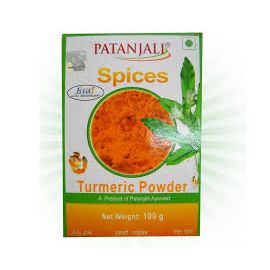 PATANJALI
Spices
fssai
Turmeric Powder
A Product of Patanjali Ayurved
Net Weight: 100 g